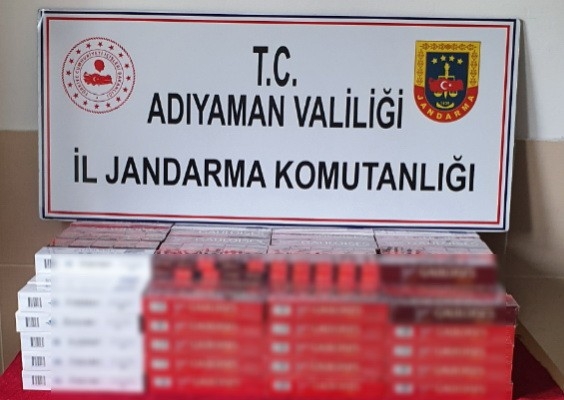 T.C.
ADIYAMAN VALİLİĞİ
İL JANDARMA KOMUTANLIĞI
JANDARMA